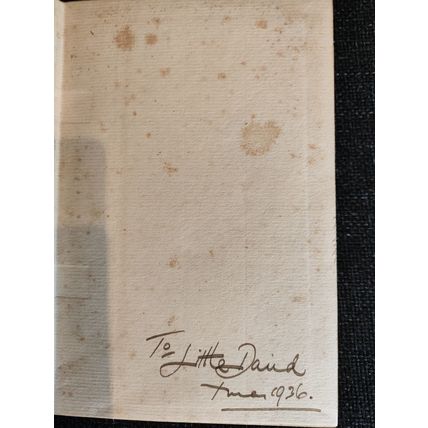 To Little David
Xmas 1936.